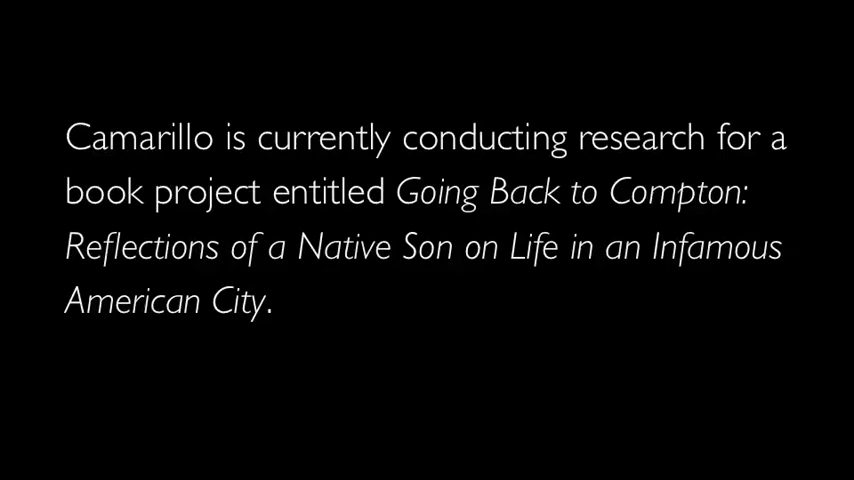 Camarillo is currently conducting research for a
book project entitled Going Back to Compton:
Reflections of a Native Son on Life in an Infamous
American City.